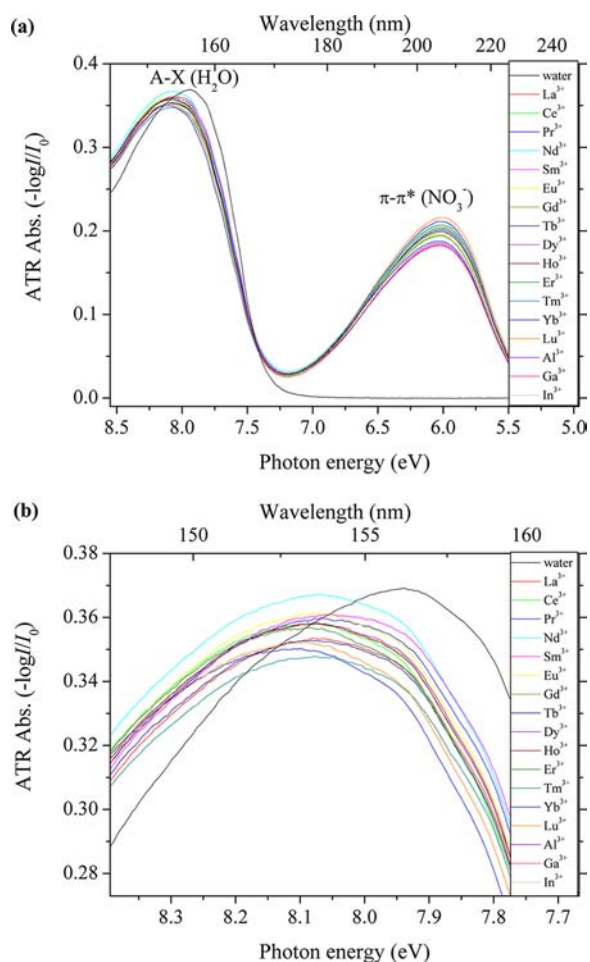 (a)
Wavelength (nm)
160 180 200 220 240
ATR Abs. (-logI/I₀)
0.4
0.3
0.2
0.1
0.0
A-X (H₂O)
π-π* (NO₃⁻)
water
La³⁺
Ce³⁺
Pr³⁺
Nd³⁺
Sm³⁺
Eu³⁺
Gd³⁺
Tb³⁺
Dy³⁺
Ho³⁺
Er³⁺
Tm³⁺
Yb³⁺
Lu³⁺
Al³⁺
Ga³⁺
In³⁺
8.5 8.0 7.5 7.0 6.5 6.0 5.5 5.0
Photon energy (eV)
(b)
Wavelength (nm)
150 155 160
ATR Abs. (-logI/I₀)
0.38
0.36
0.34
0.32
0.30
0.28
water
La³⁺
Ce³⁺
Pr³⁺
Nd³⁺
Sm³⁺
Eu³⁺
Gd³⁺
Tb³⁺
Dy³⁺
Ho³⁺
Er³⁺
Tm³⁺
Yb³⁺
Lu³⁺
Al³⁺
Ga³⁺
In³⁺
8.3 8.2 8.1 8.0 7.9 7.8 7.7
Photon energy (eV)